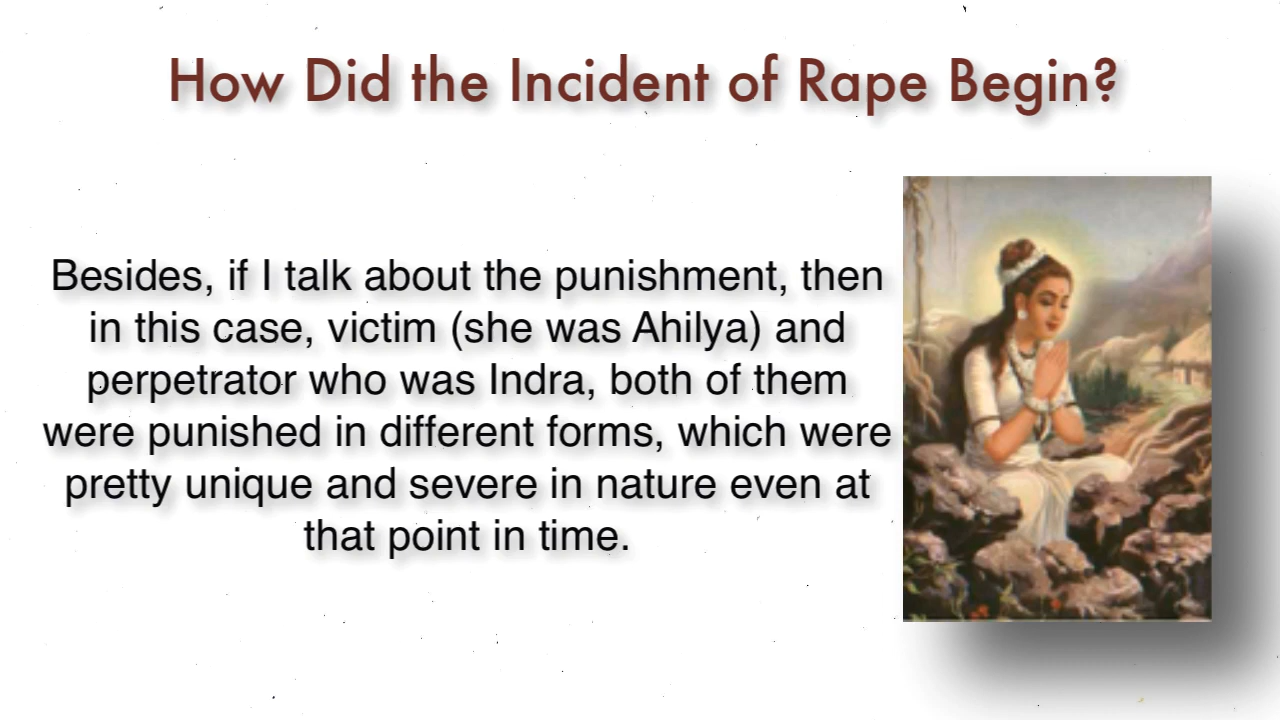 How Did the Incident of Rape Begin?
Besides, if I talk about the punishment, then
in this case, victim (she was Ahilya) and
perpetrator who was Indra, both of them
were punished in different forms, which were
pretty unique and severe in nature even at
that point in time.